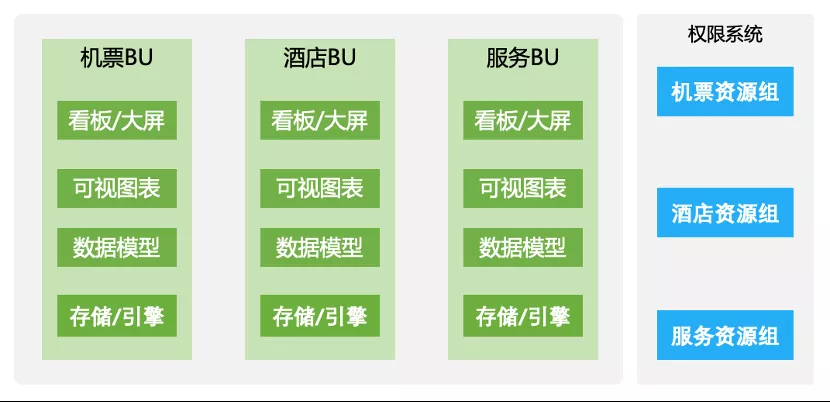 机票BU
看板/大屏
可视图表
数据模型
存储/引擎
酒店BU
看板/大屏
可视图表
数据模型
存储/引擎
服务BU
看板/大屏
可视图表
数据模型
存储/引擎
权限系统
机票资源组
酒店资源组
服务资源组